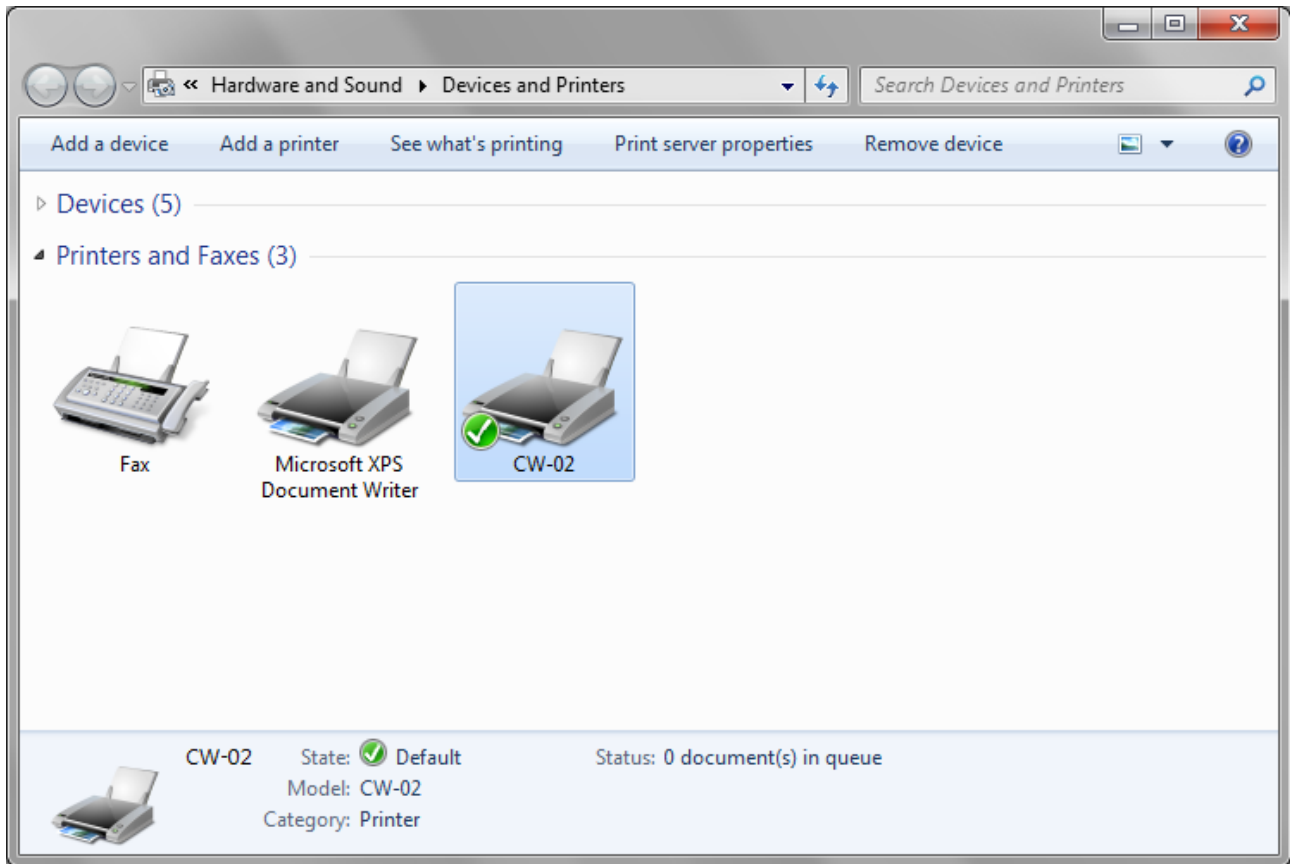 « Hardware and Sound ▸ Devices and Printers
Search Devices and Printers
Add a device Add a printer See what's printing Print server properties Remove device
Devices (5)
Printers and Faxes (3)
Fax
Microsoft XPS
Document Writer
CW-02
CW-02 State: Default Status: 0 document(s) in queue
Model: CW-02
Category: Printer